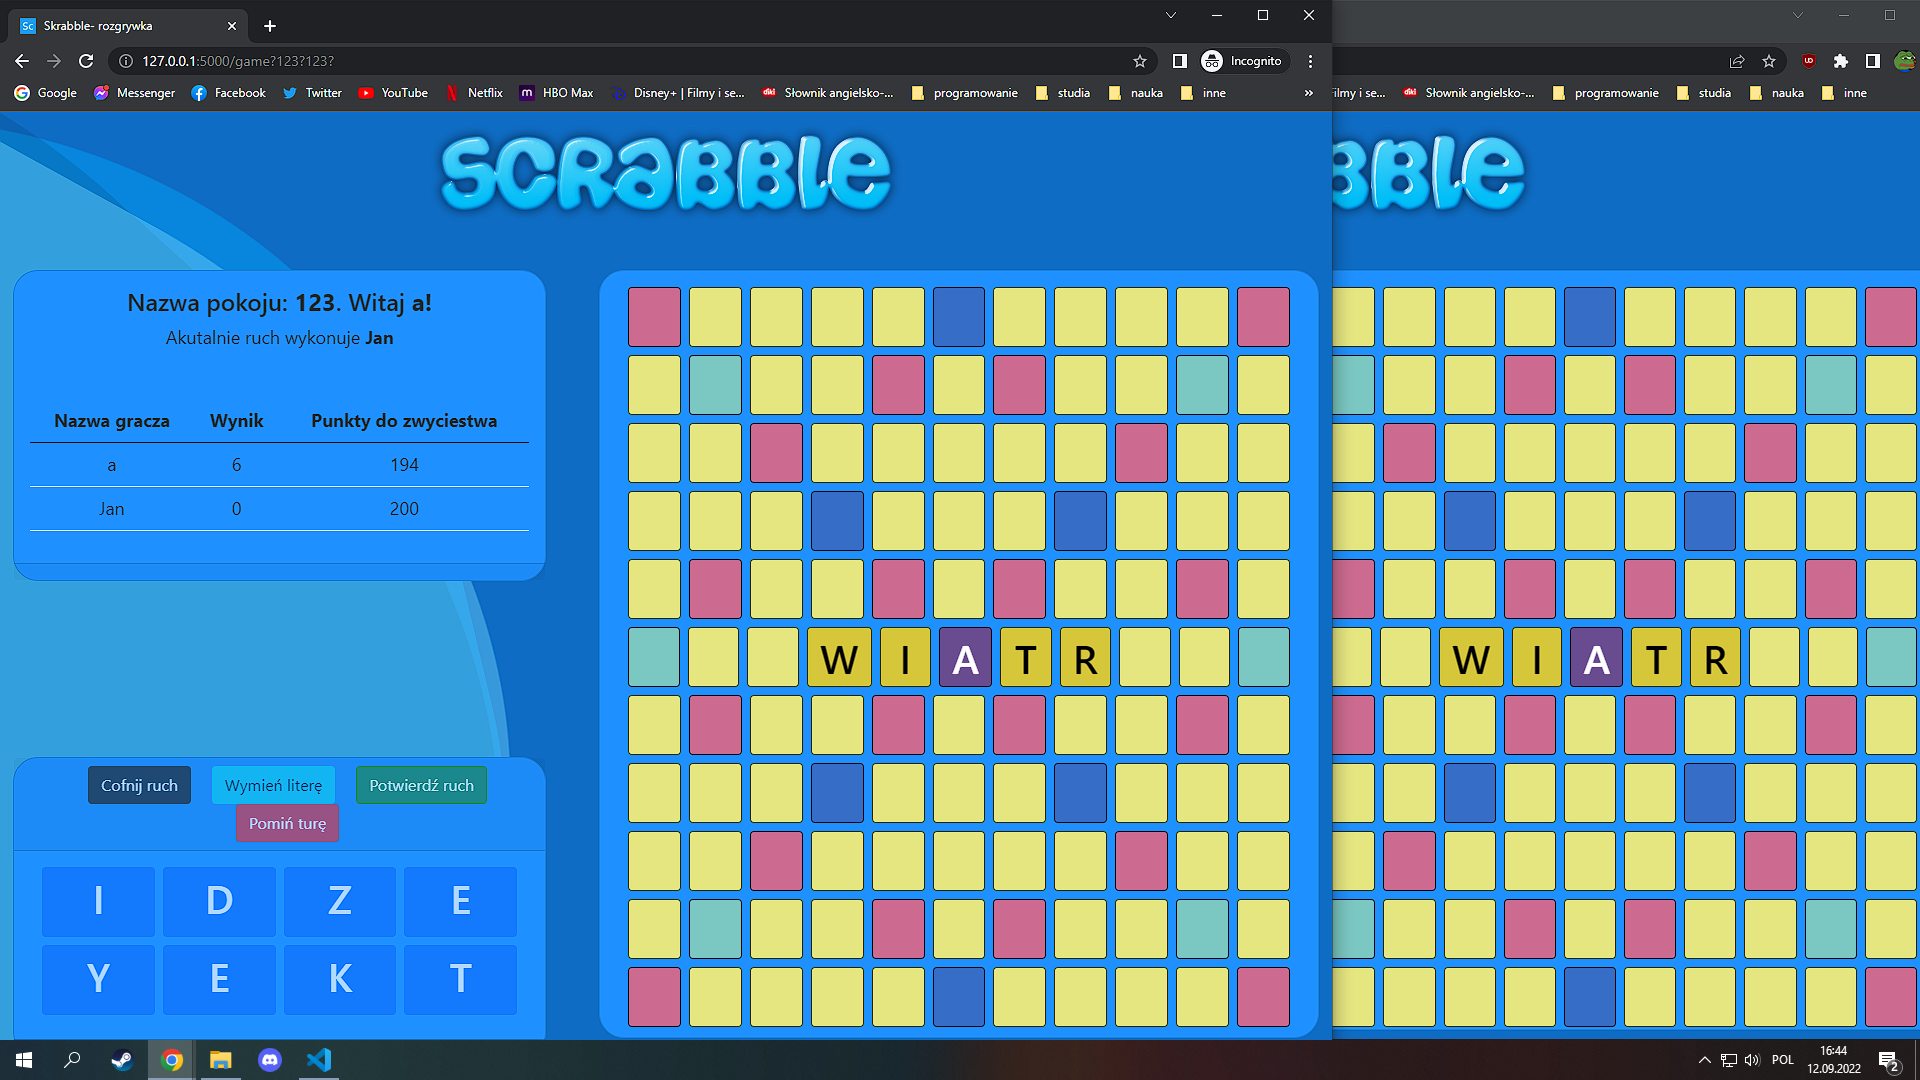 Skrabble- rozgrywka
127.0.0.1:5000/game?123?123?
Incognito
Google Messenger Facebook Twitter YouTube Netflix HBO Max Disney+ | Filmy i se... Słownik angielsko-... programowanie studia nauka inne »
ilmy i se... Słownik angielsko-... programowanie studia nauka inne
SCRABBLE
BBLE
Nazwa pokoju: 123. Witaj a!
Akutalnie ruch wykonuje Jan
Nazwa gracza Wynik Punkty do zwyciestwa
a 6 194
Jan 0 200
W I A T R
W I A T R
Cofnij ruch Wymień literę Potwierdź ruch
Pomiń turę
I D Z E
Y E K T
POL
16:44
12.09.2022
2